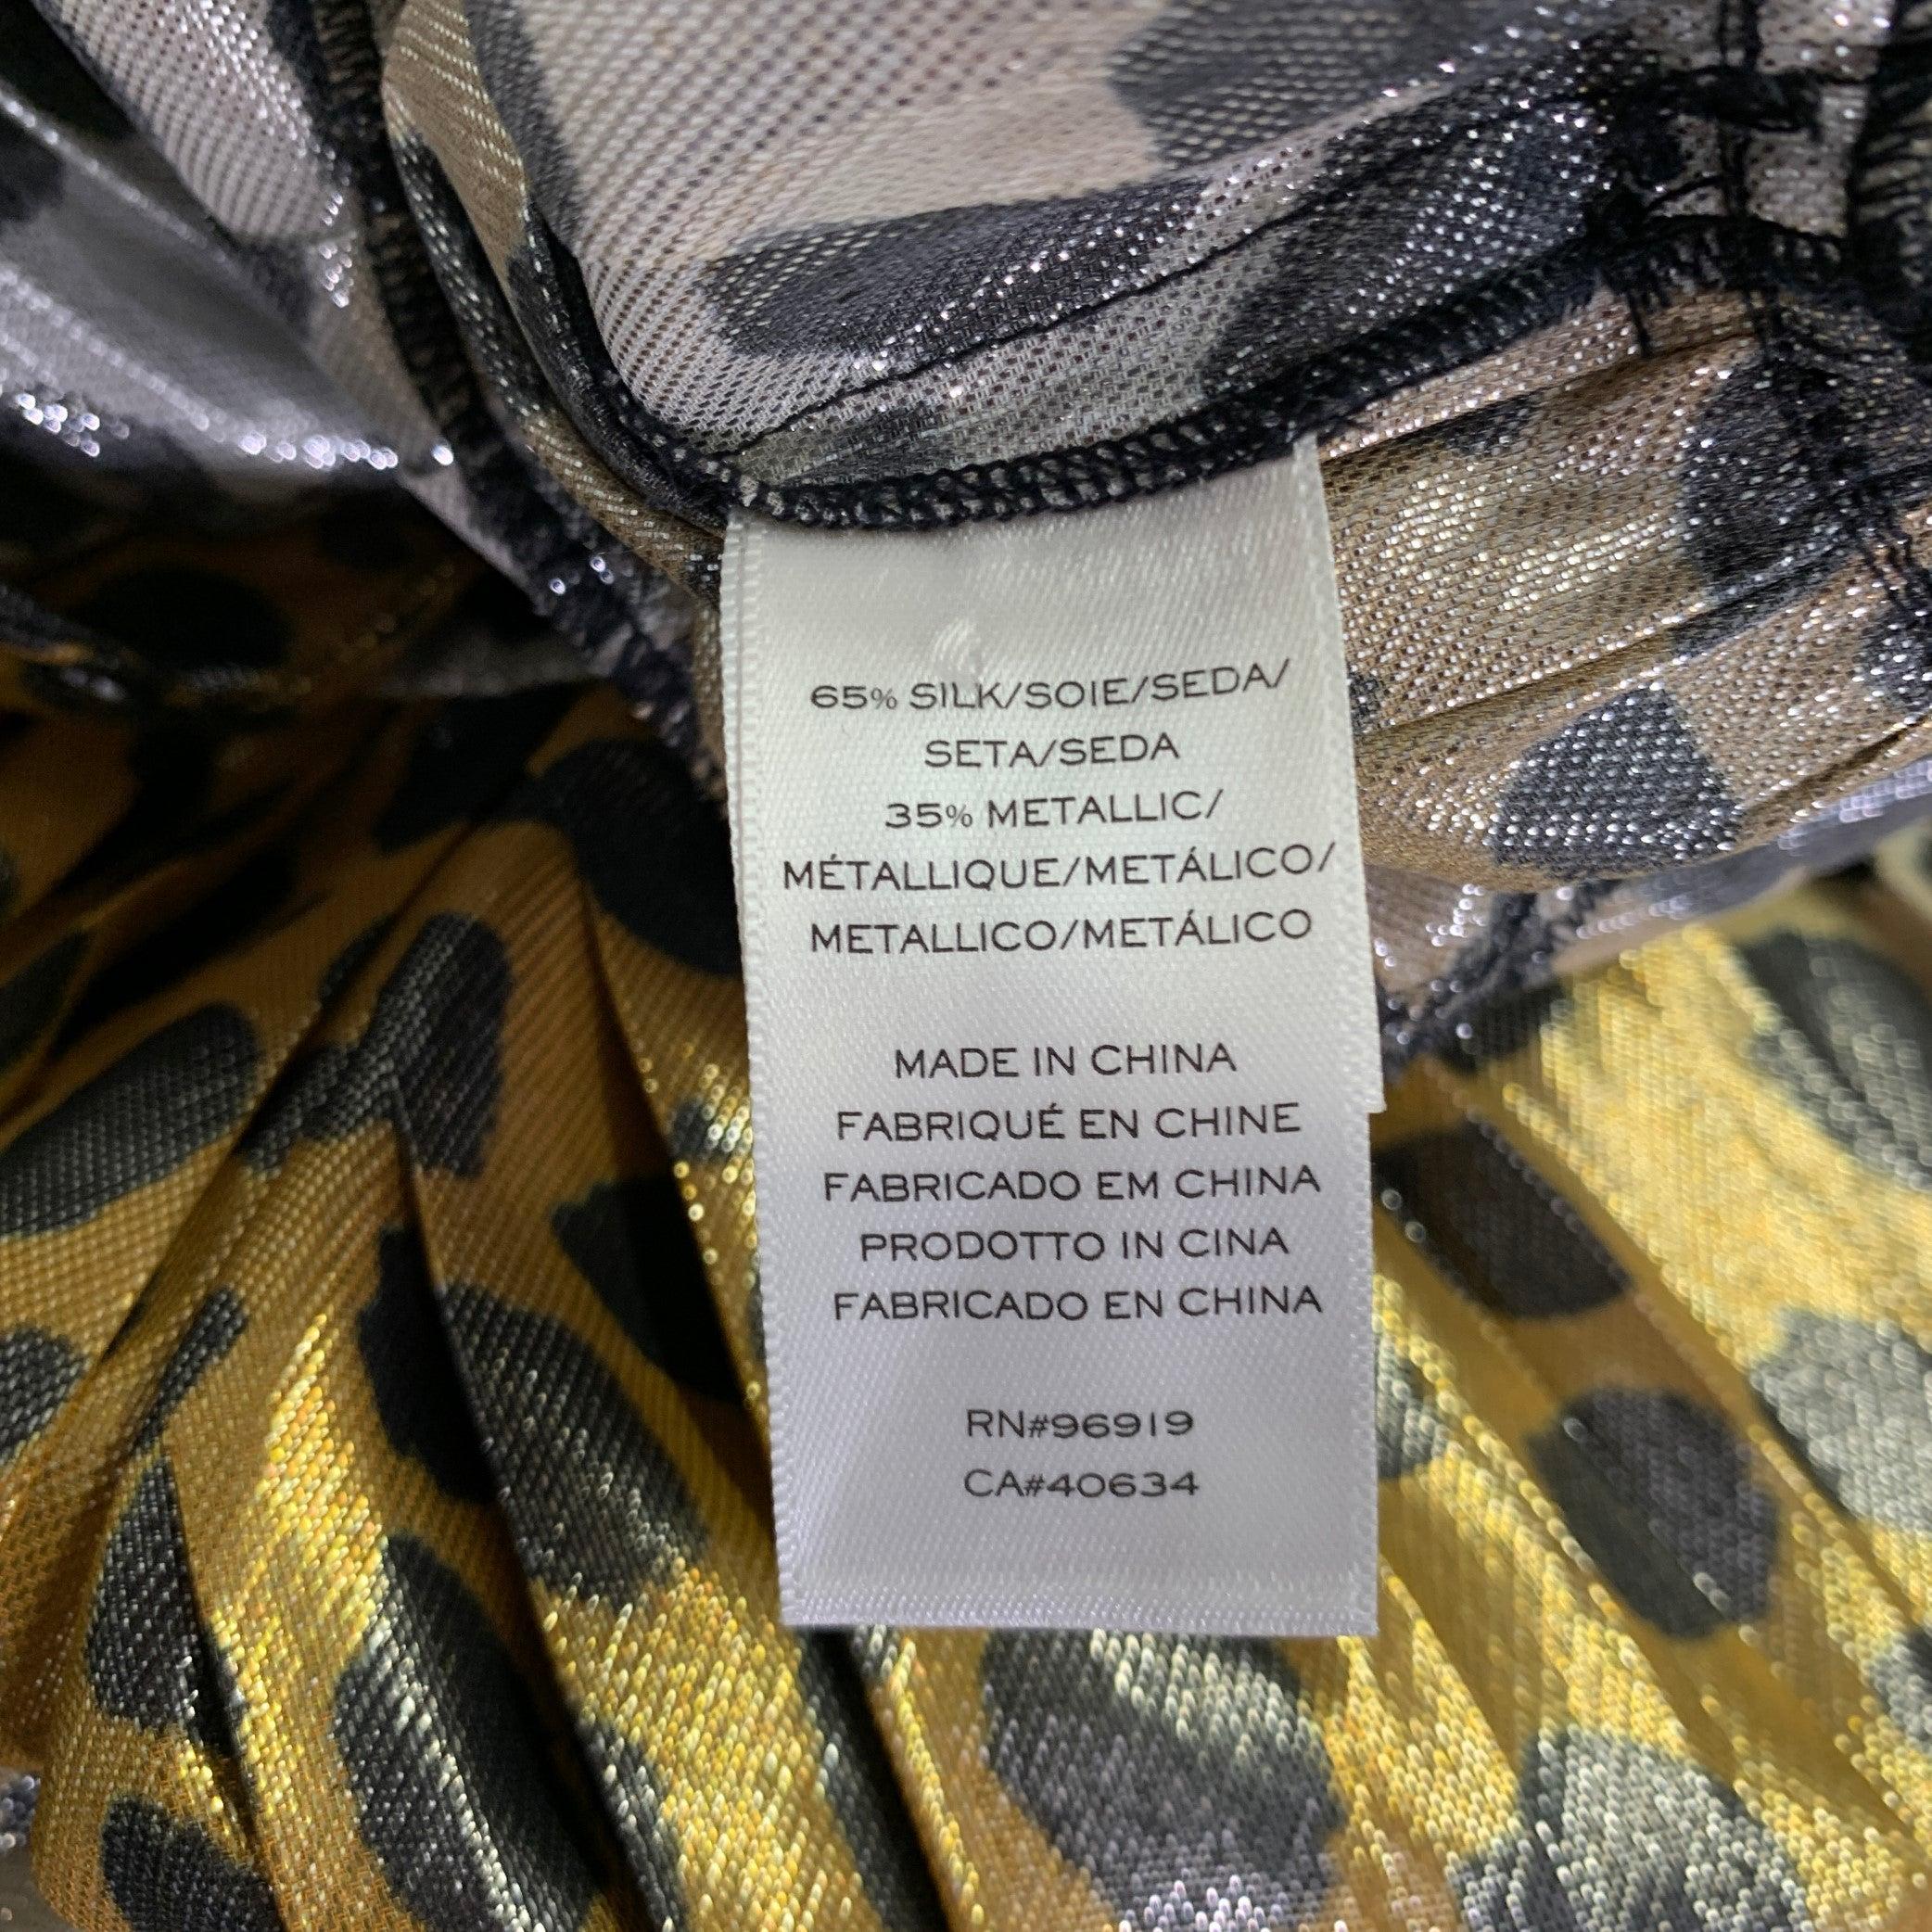 65% SILK/SOIE/SEDA/
SETA/SEDA
35% METALLIC/
MÉTALLIQUE/METÁLICO/
METALLICO/METÁLICO
MADE IN CHINA
FABRIQUÉ EN CHINE
FABRICADO EM CHINA
PRODOTTO IN CINA
FABRICADO EN CHINA
RN#96919
CA#40634